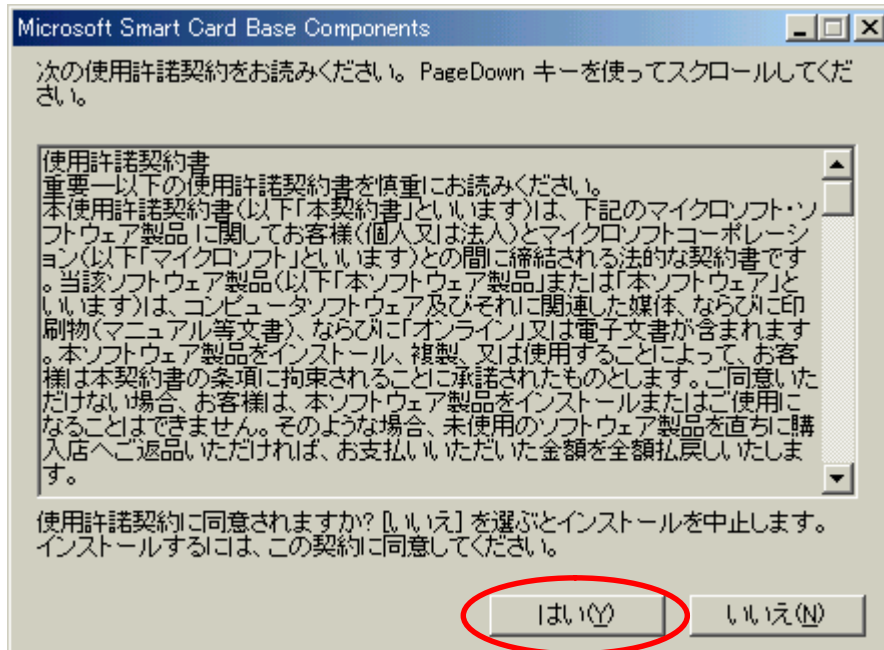 Microsoft Smart Card Base Components
次の使用許諾契約をお読みください。PageDown キーを使ってスクロールしてくだ
さい。
使用許諾契約書
重要―以下の使用許諾契約書を慎重にお読みください。
本使用許諾契約書(以下「本契約書」といいます)は、下記のマイクロソフト・ソ
フトウェア製品 に関してお客様(個人又は法人)とマイクロソフトコーポレーシ
ョン(以下「マイクロソフト」といいます)との間に締結される法的な契約書です
。当該ソフトウェア製品(以下「本ソフトウェア製品」または「本ソフトウェア」と
いいます)は、コンピュータソフトウェア及びそれに関連した媒体、ならびに印
刷物(マニュアル等文書)、ならびに「オンライン」又は電子文書が含まれます
。本ソフトウェア製品をインストール、複製、又は使用することによって、お客
様は本契約書の条項に拘束されることに承諾されたものとします。ご同意いた
だけない場合、お客様は、本ソフトウェア製品をインストールまたはご使用に
なることはできません。そのような場合、未使用のソフトウェア製品を直ちに購
入店へご返品いただければ、お支払いいただいた金額を全額払戻しいたしま
す。
使用許諾契約に同意されますか? [いいえ] を選ぶとインストールを中止します。
インストールするには、この契約に同意してください。
はい(Y) いいえ(N)